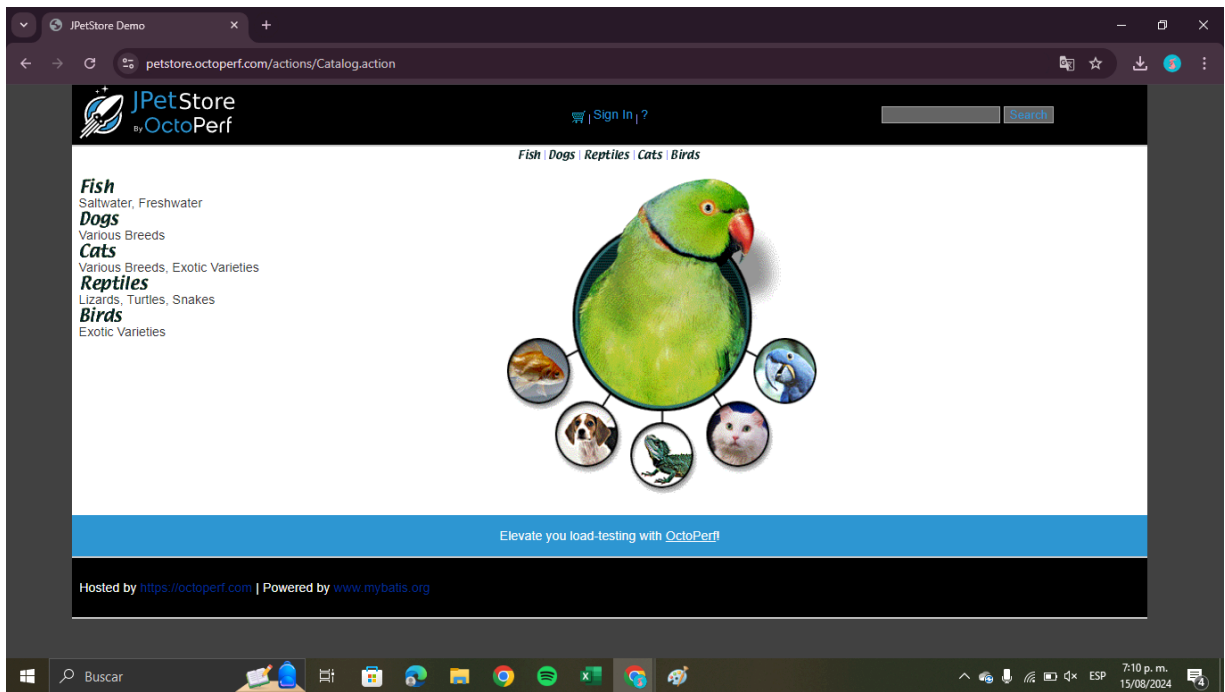 JPetStore Demo
petstore.octoperf.com/actions/Catalog.action
JPetStore
By OctoPerf
| Sign In | ?
Search
Fish | Dogs | Reptiles | Cats | Birds
Fish
Saltwater, Freshwater
Dogs
Various Breeds
Cats
Various Breeds, Exotic Varieties
Reptiles
Lizards, Turtles, Snakes
Birds
Exotic Varieties
Elevate you load-testing with OctoPerf!
Hosted by https://octoperf.com | Powered by www.mybatis.org
Buscar
ESP
7:10 p. m.
15/08/2024
4